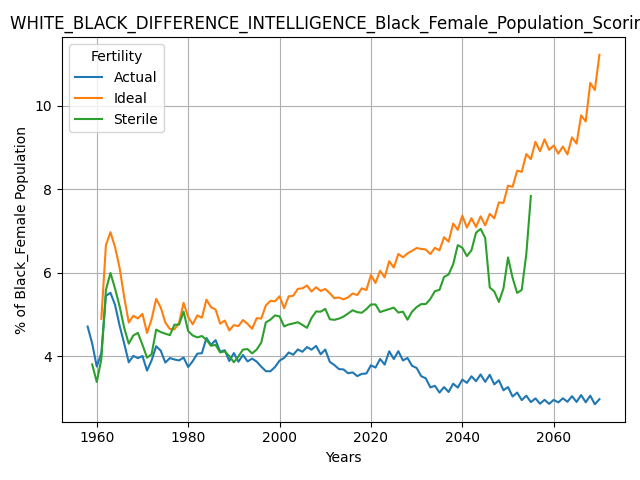 WHITE_BLACK_DIFFERENCE_INTELLIGENCE_Black_Female_Population_Scorin
Fertility
Actual
Ideal
Sterile
% of Black_Female Population
10
8
6
4
1960 1980 2000 2020 2040 2060
Years